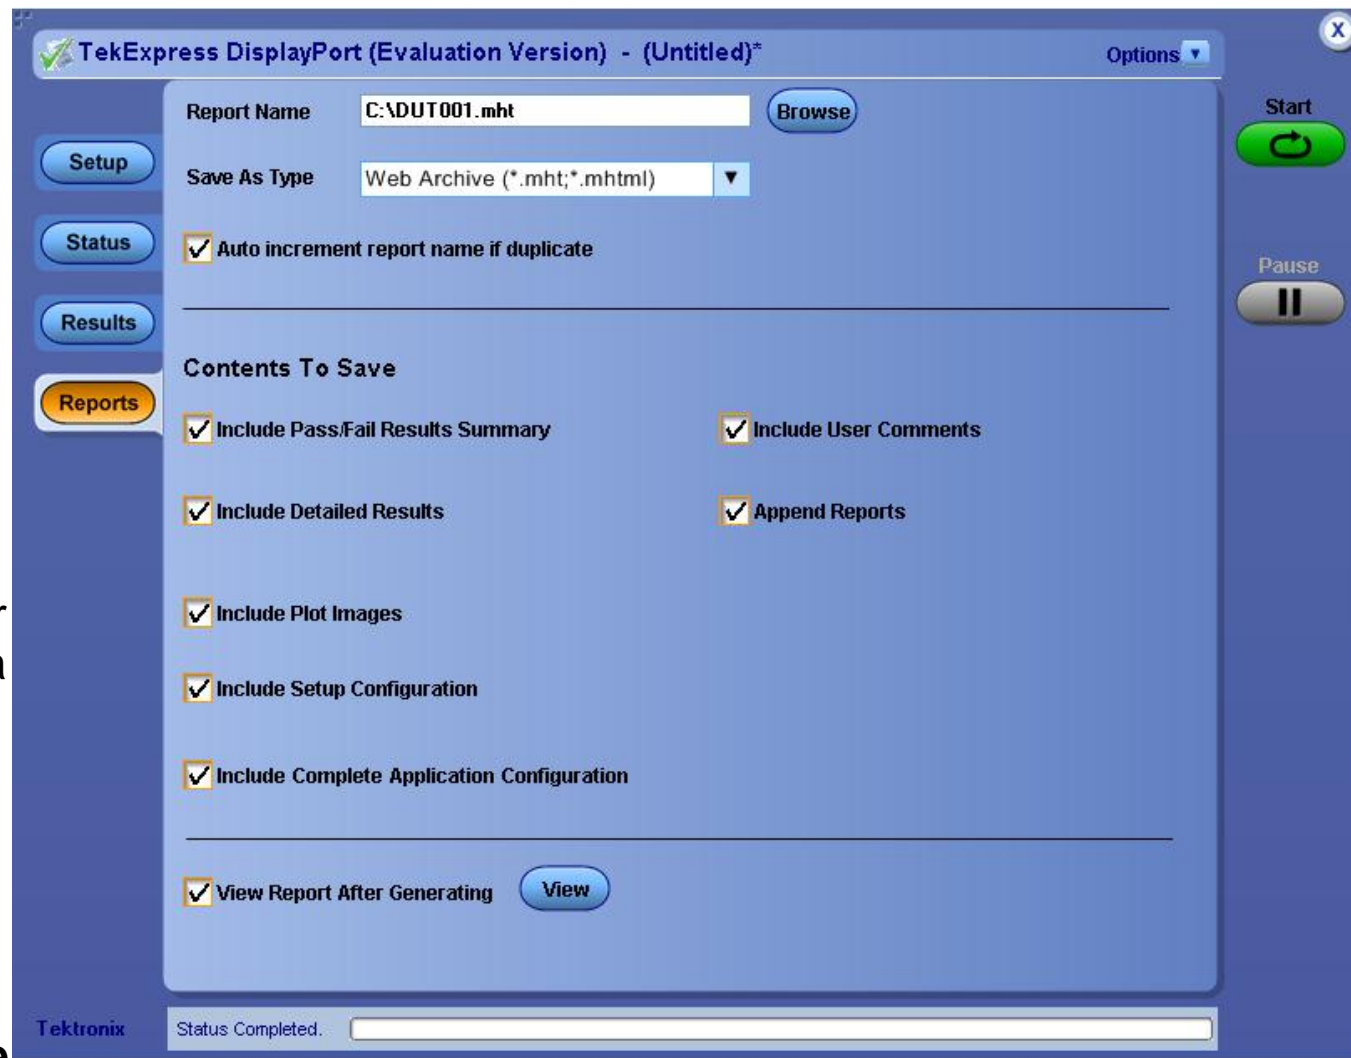 TekExpress DisplayPort (Evaluation Version) - (Untitled)*
Options
X
Report Name
C:\DUT001.mht
Browse
Start
Setup
Save As Type
Web Archive (*.mht;*.mhtml)
Status
Auto increment report name if duplicate
Pause
Results
Contents To Save
Reports
Include Pass/Fail Results Summary
Include User Comments
Include Detailed Results
Append Reports
Include Plot Images
Include Setup Configuration
Include Complete Application Configuration
View Report After Generating
View
Tektronix
Status Completed.